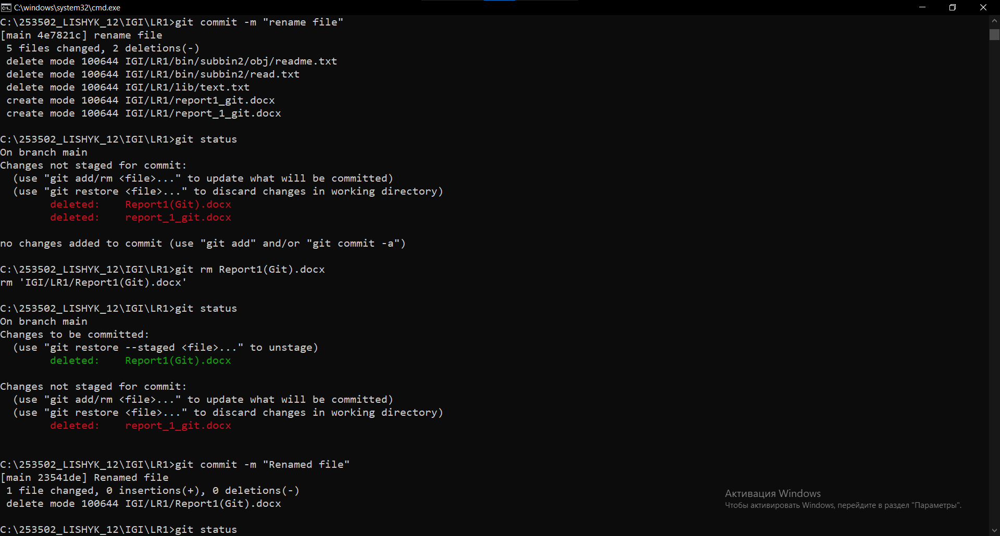 C:\windows\system32\cmd.exe
C:\253502_LISHYK_12\IGI\LR1>git commit -m "rename file"
[main 4e7821c] rename file
 5 files changed, 2 deletions(-)
 delete mode 100644 IGI/LR1/bin/subbin2/obj/readme.txt
 delete mode 100644 IGI/LR1/bin/subbin2/read.txt
 delete mode 100644 IGI/LR1/lib/text.txt
 create mode 100644 IGI/LR1/report1_git.docx
 create mode 100644 IGI/LR1/report_1_git.docx
C:\253502_LISHYK_12\IGI\LR1>git status
On branch main
Changes not staged for commit:
  (use "git add/rm <file>..." to update what will be committed)
  (use "git restore <file>..." to discard changes in working directory)
        deleted:    Report1(Git).docx
        deleted:    report_1_git.docx
no changes added to commit (use "git add" and/or "git commit -a")
C:\253502_LISHYK_12\IGI\LR1>git rm Report1(Git).docx
rm 'IGI/LR1/Report1(Git).docx'
C:\253502_LISHYK_12\IGI\LR1>git status
On branch main
Changes to be committed:
  (use "git restore --staged <file>..." to unstage)
        deleted:    Report1(Git).docx
Changes not staged for commit:
  (use "git add/rm <file>..." to update what will be committed)
  (use "git restore <file>..." to discard changes in working directory)
        deleted:    report_1_git.docx
C:\253502_LISHYK_12\IGI\LR1>git commit -m "Renamed file"
[main 23541de] Renamed file
 1 file changed, 0 insertions(+), 0 deletions(-)
 delete mode 100644 IGI/LR1/Report1(Git).docx
C:\253502_LISHYK_12\IGI\LR1>git status
Активация Windows
Чтобы активировать Windows, перейдите в раздел "Параметры".